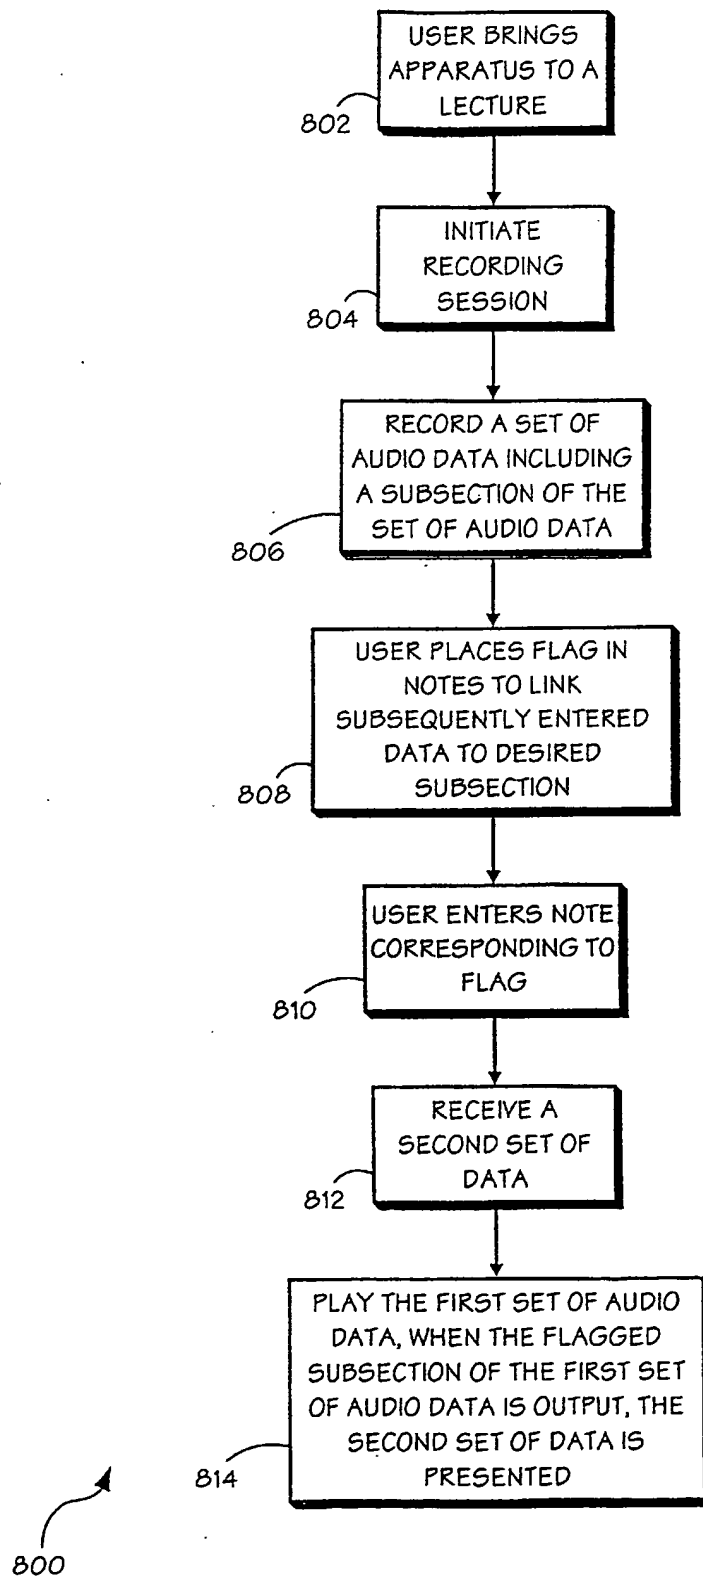 USER BRINGS
APPARATUS TO A
LECTURE
802
INITIATE
RECORDING
SESSION
804
RECORD A SET OF
AUDIO DATA INCLUDING
A SUBSECTION OF THE
SET OF AUDIO DATA
806
USER PLACES FLAG IN
NOTES TO LINK
SUBSEQUENTLY ENTERED
DATA TO DESIRED
SUBSECTION
808
USER ENTERS NOTE
CORRESPONDING TO
FLAG
810
RECEIVE A
SECOND SET OF
DATA
812
PLAY THE FIRST SET OF AUDIO
DATA, WHEN THE FLAGGED
SUBSECTION OF THE FIRST SET
OF AUDIO DATA IS OUTPUT, THE
SECOND SET OF DATA IS
PRESENTED
814
800